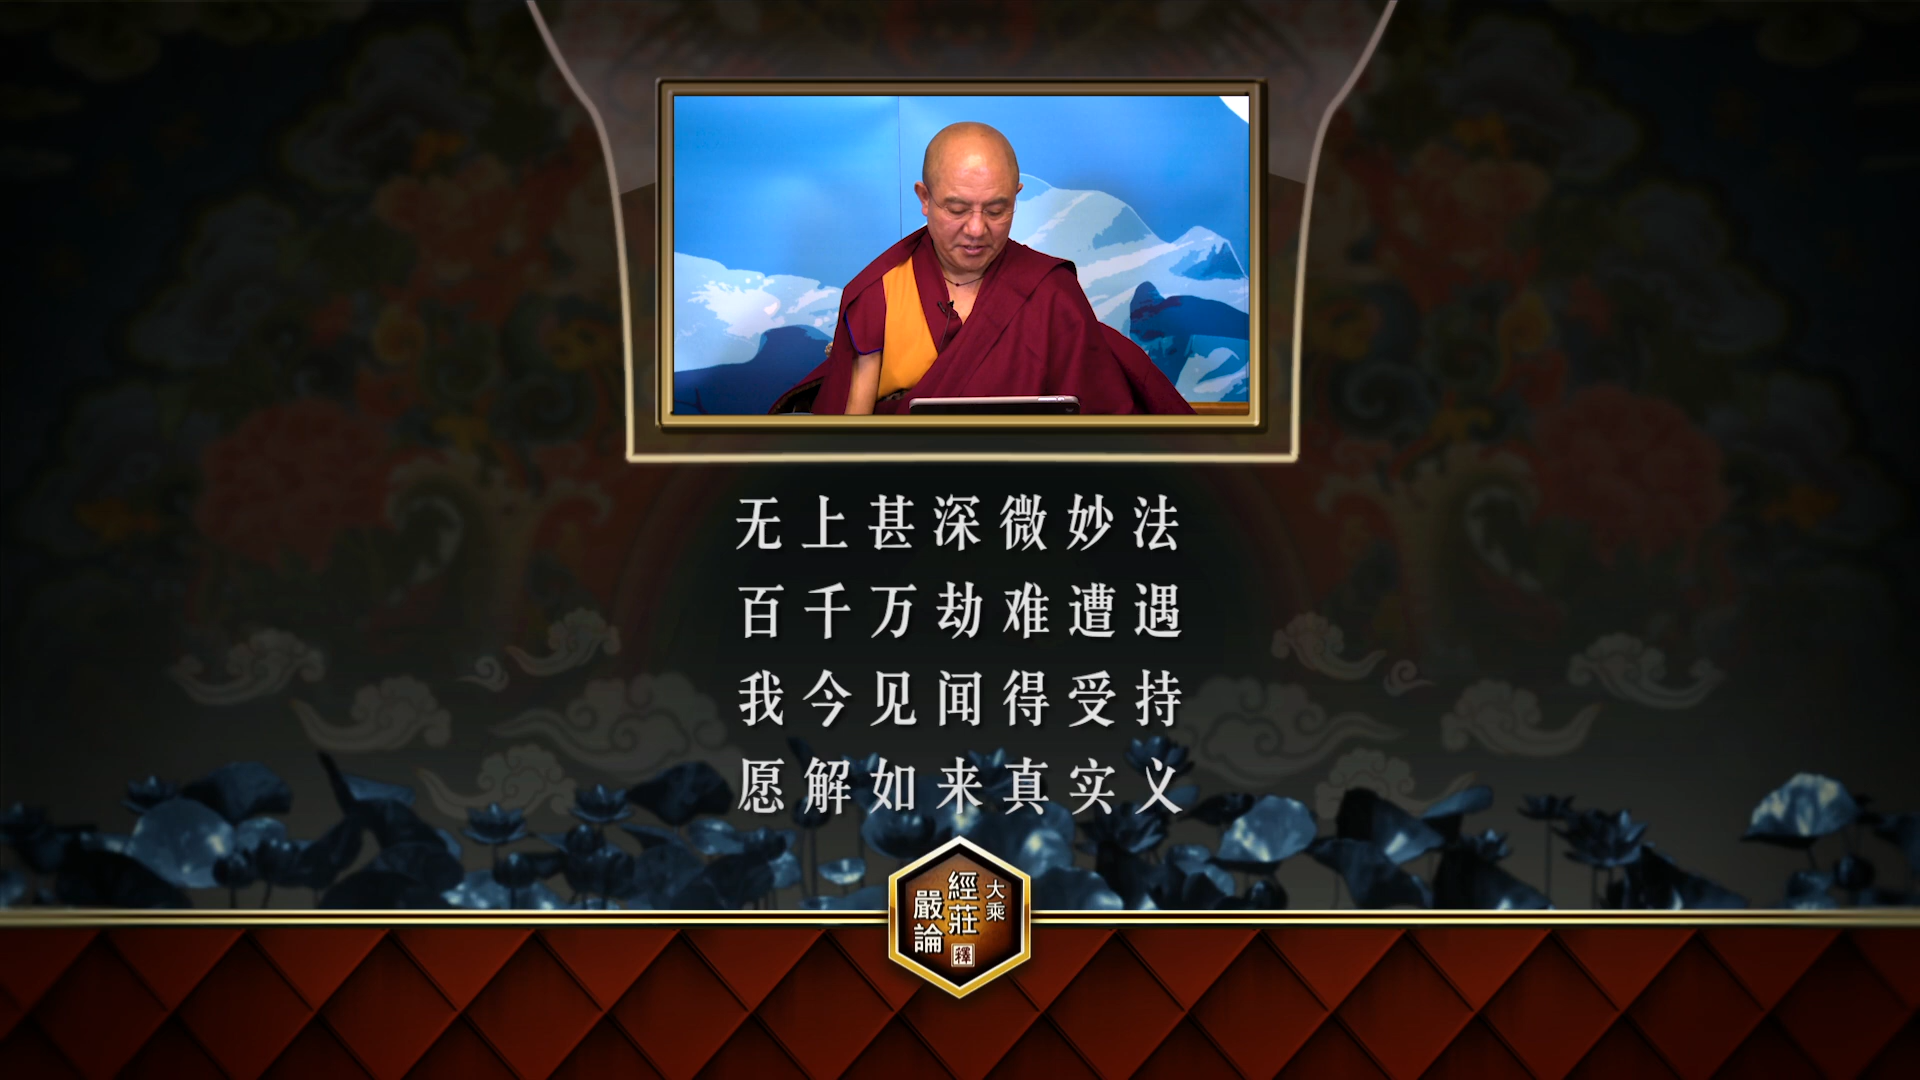 无上甚深微妙法
百千万劫难遭遇
我今见闻得受持
愿解如来真实义
大乘
經莊
嚴論
釋